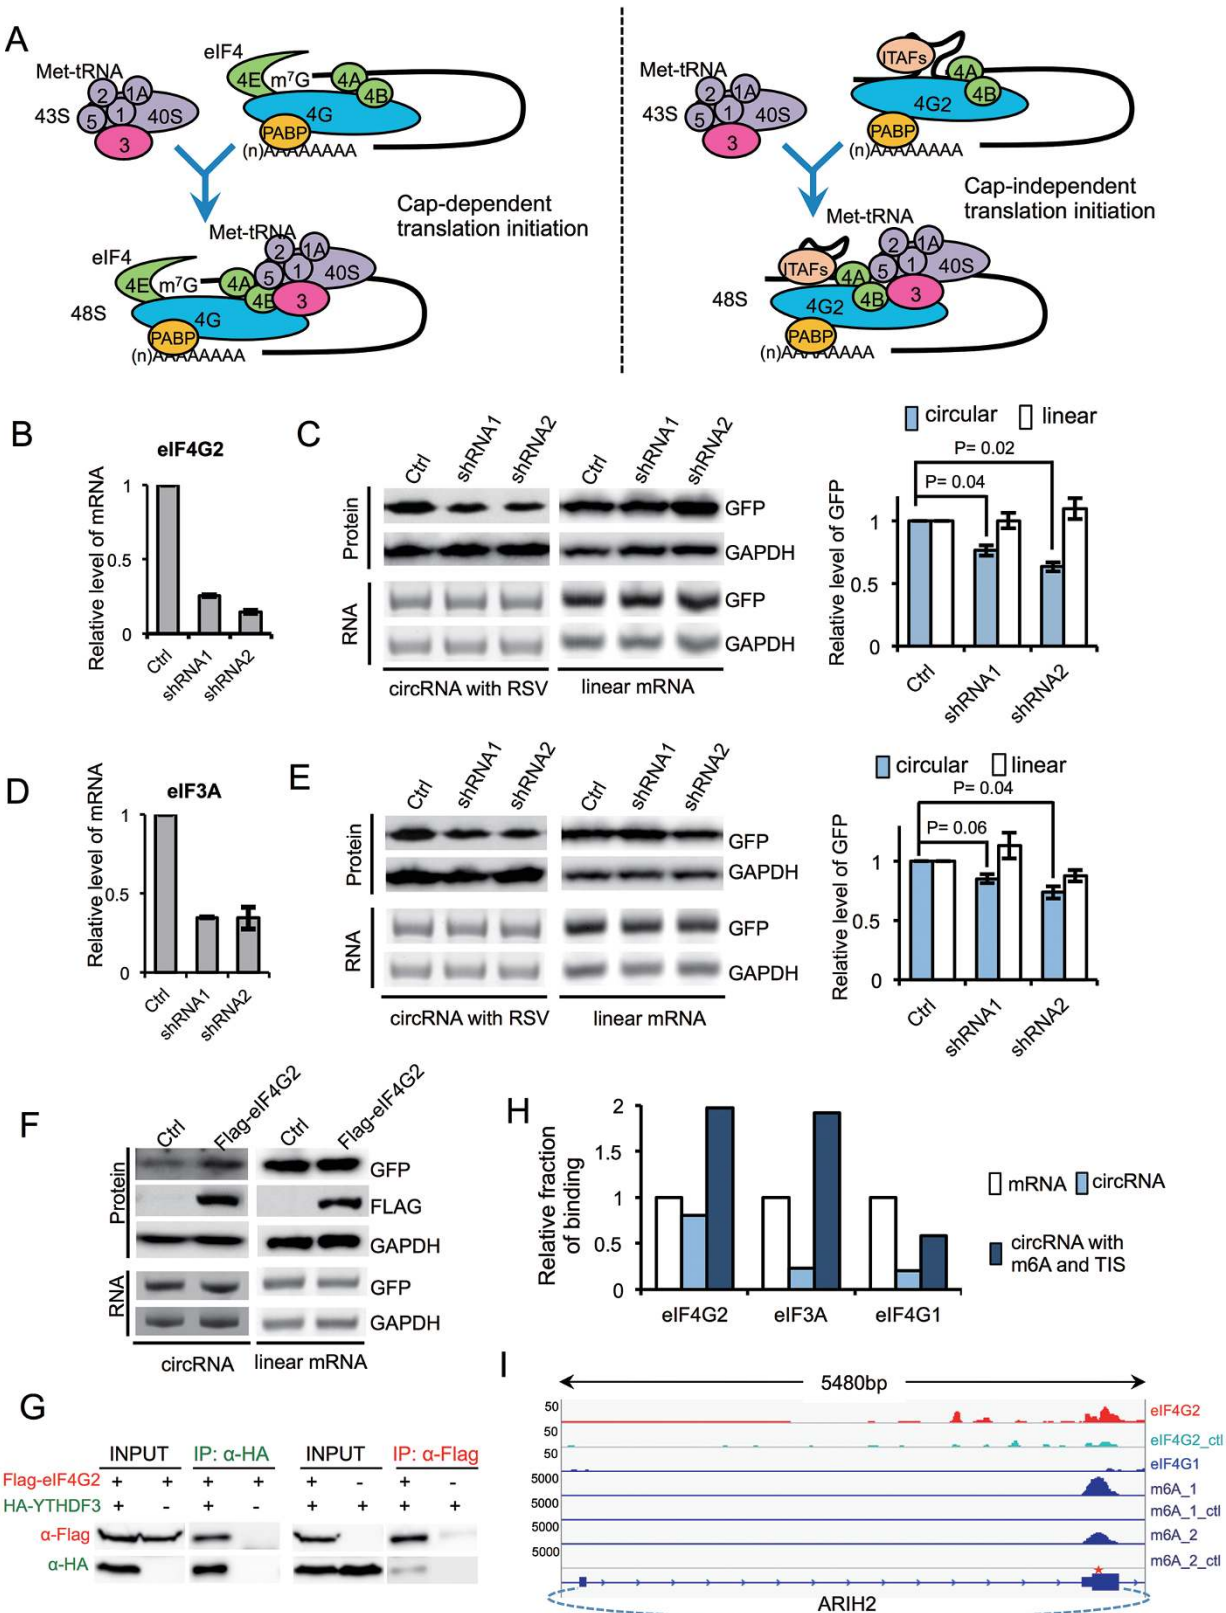 A
eIF4
Met-tRNA
2
1A
4E
m⁷G
4A
4B
43S
5
1
40S
4G
3
PABP
(n)AAAAAAAA
Cap-dependent
translation initiation
Met-tRNA
eIF4
2
1A
4E
m⁷G
4A
5
1
40S
4B
3
48S
4G
PABP
(n)AAAAAAAA
ITAFs
Met-tRNA
2
1A
4A
4B
43S
5
1
40S
4G2
3
PABP
(n)AAAAAAAA
Cap-independent
translation initiation
Met-tRNA
2
1A
ITAFs
4A
5
1
40S
48S
4G2
4B
3
PABP
(n)AAAAAAAA
B
eIF4G2
Relative level of mRNA
1
0.5
0
Ctrl
shRNA1
shRNA2
C
Ctrl
shRNA1
shRNA2
Ctrl
shRNA1
shRNA2
Protein
GFP
GAPDH
RNA
GFP
GAPDH
circRNA with RSV
linear mRNA
circular
linear
P= 0.02
P= 0.04
Relative level of GFP
1
0.5
0
Ctrl
shRNA1
shRNA2
D
eIF3A
Relative level of mRNA
1
0.5
0
Ctrl
shRNA1
shRNA2
E
Ctrl
shRNA1
shRNA2
Ctrl
shRNA1
shRNA2
Protein
GFP
GAPDH
RNA
GFP
GAPDH
circRNA with RSV
linear mRNA
circular
linear
P= 0.04
P= 0.06
Relative level of GFP
1
0.5
0
Ctrl
shRNA1
shRNA2
F
Ctrl
Flag-eIF4G2
Ctrl
Flag-eIF4G2
Protein
GFP
FLAG
GAPDH
RNA
GFP
GAPDH
circRNA
linear mRNA
H
Relative fraction
of binding
2
1
0.5
0
eIF4G2
eIF3A
eIF4G1
mRNA
circRNA
circRNA with
m6A and TIS
G
INPUT
IP: α-HA
INPUT
IP: α-Flag
Flag-eIF4G2 + + + + + - + -
HA-YTHDF3 + - + - + + + +
α-Flag
α-HA
I
5480bp
50
eIF4G2
50
eIF4G2_ctl
50
eIF4G1
5000
m6A_1
5000
m6A_1_ctl
5000
m6A_2
5000
m6A_2_ctl
ARIH2